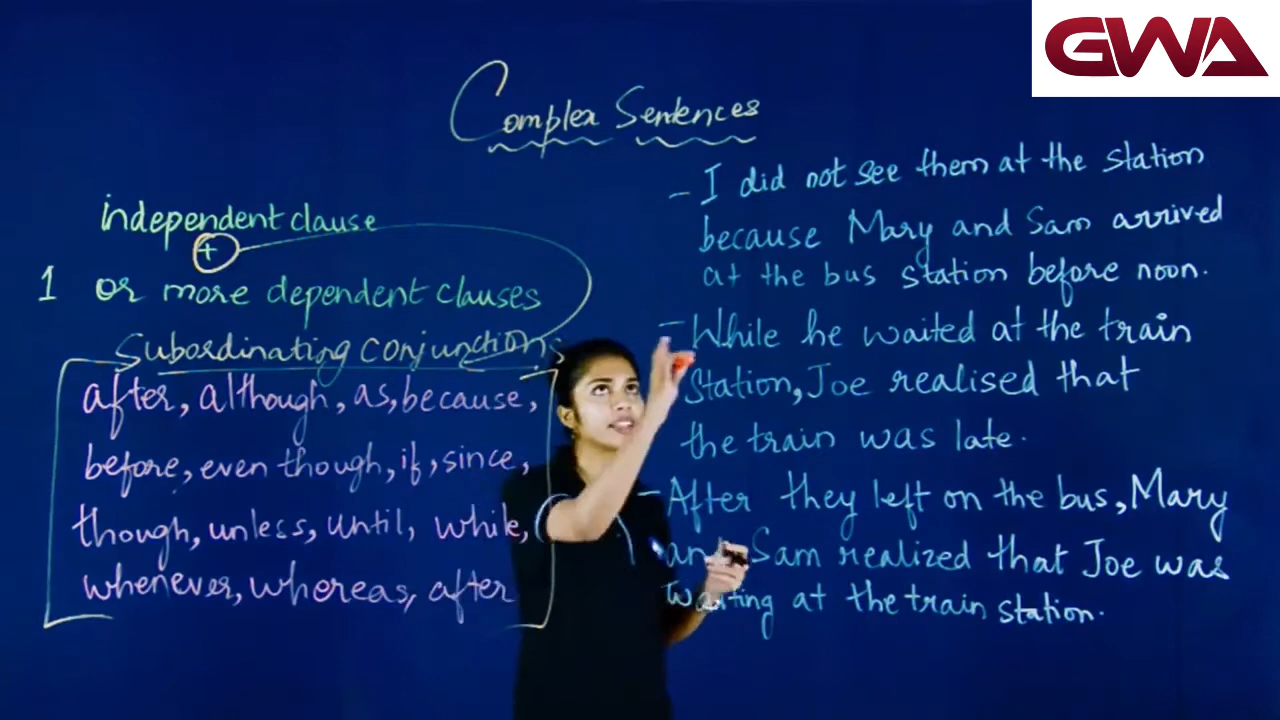 GWA
Complex Sentences
independent clause
+
1 or more dependent clauses
Subordinating conjunctions
after, although, as, because,
before, even though, if, since,
though, unless, until, while,
whenever, whereas, after
- I did not see them at the station
because Mary and Sam arrived
at the bus station before noon.
- While he waited at the train
station, Joe realised that
the train was late.
- After they left on the bus, Mary
and Sam realized that Joe was
waiting at the train station.